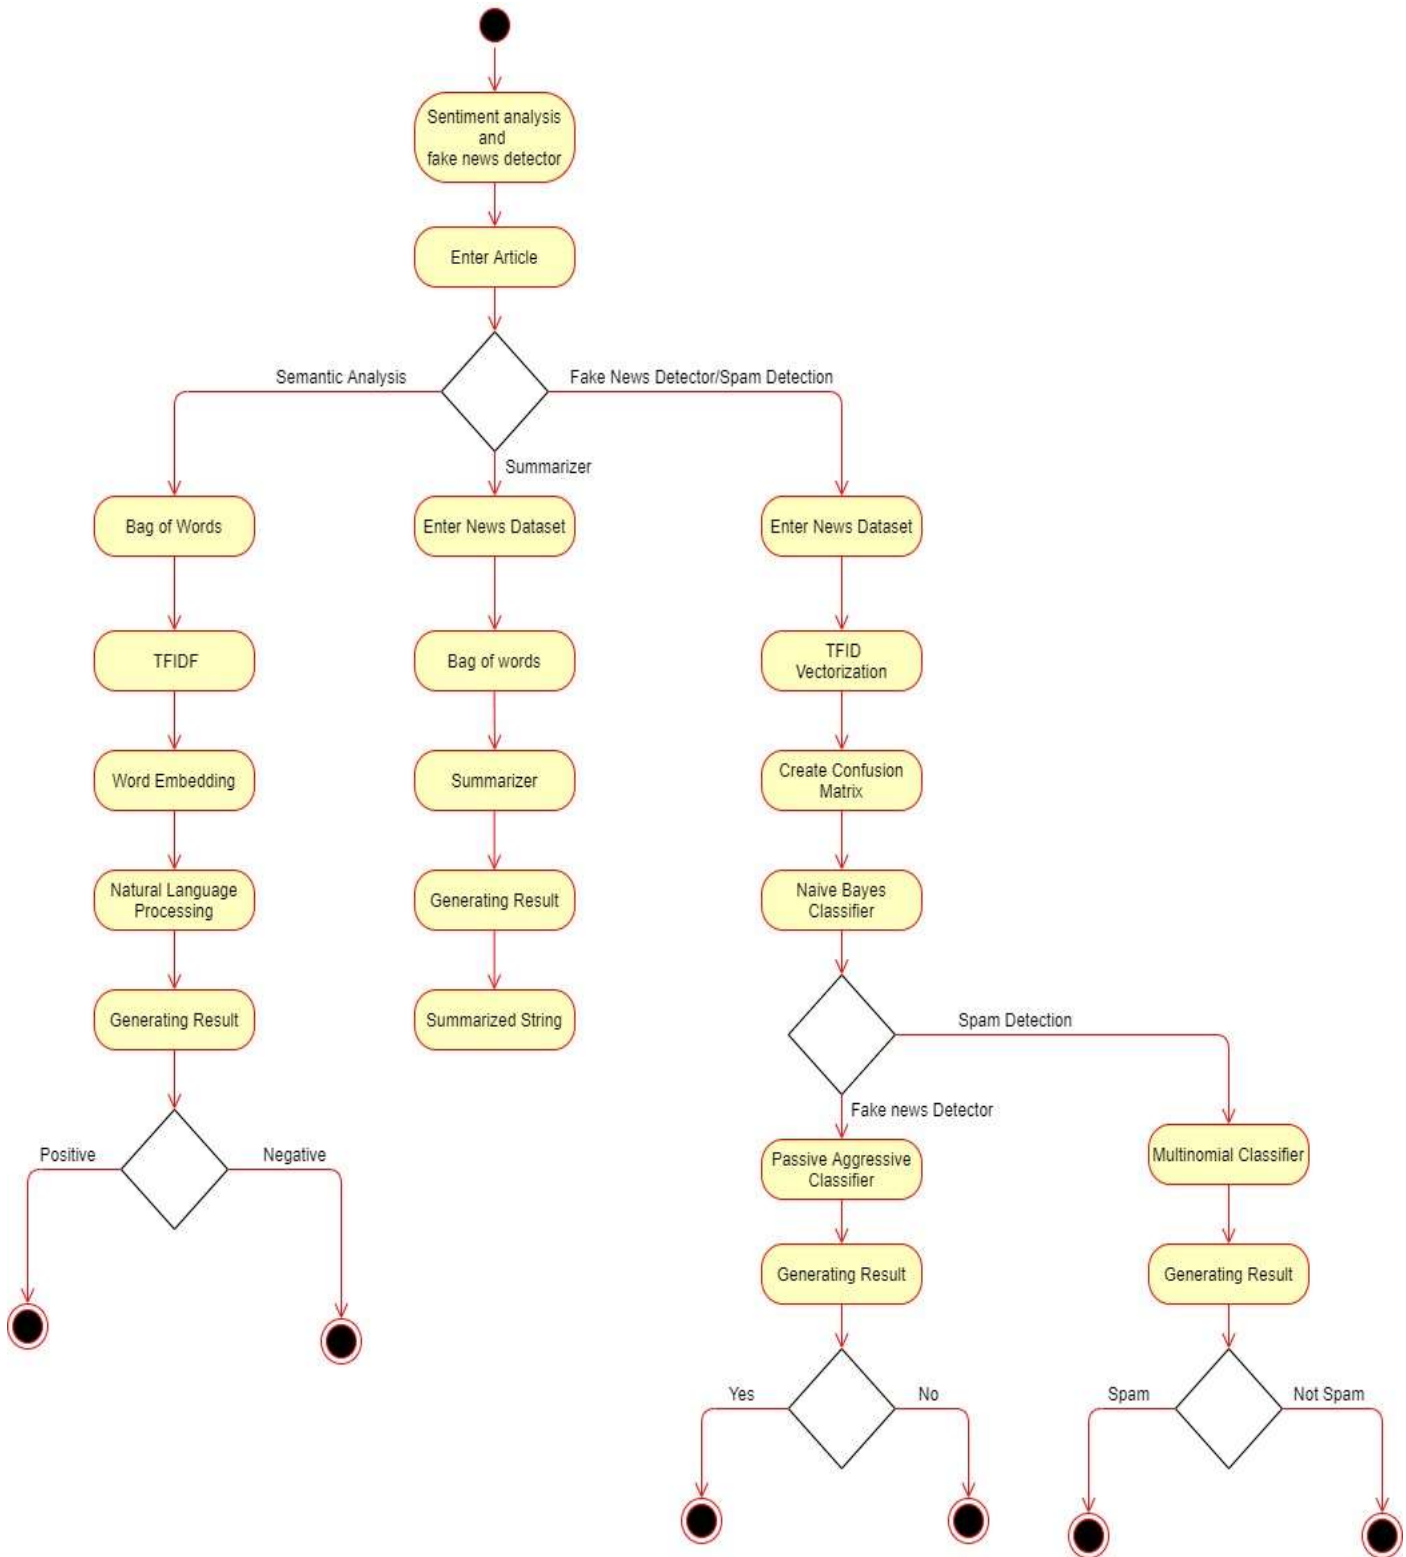 Sentiment analysis
and
fake news detector
Enter Article
Semantic Analysis
Fake News Detector/Spam Detection
Summarizer
Bag of Words
Enter News Dataset
Enter News Dataset
TFIDF
Bag of words
TFID
Vectorization
Word Embedding
Summarizer
Create Confusion
Matrix
Natural Language
Processing
Generating Result
Naive Bayes
Classifier
Generating Result
Summarized String
Spam Detection
Fake news Detector
Positive
Negative
Passive Aggressive
Classifier
Multinomial Classifier
Generating Result
Generating Result
Yes
No
Spam
Not Spam